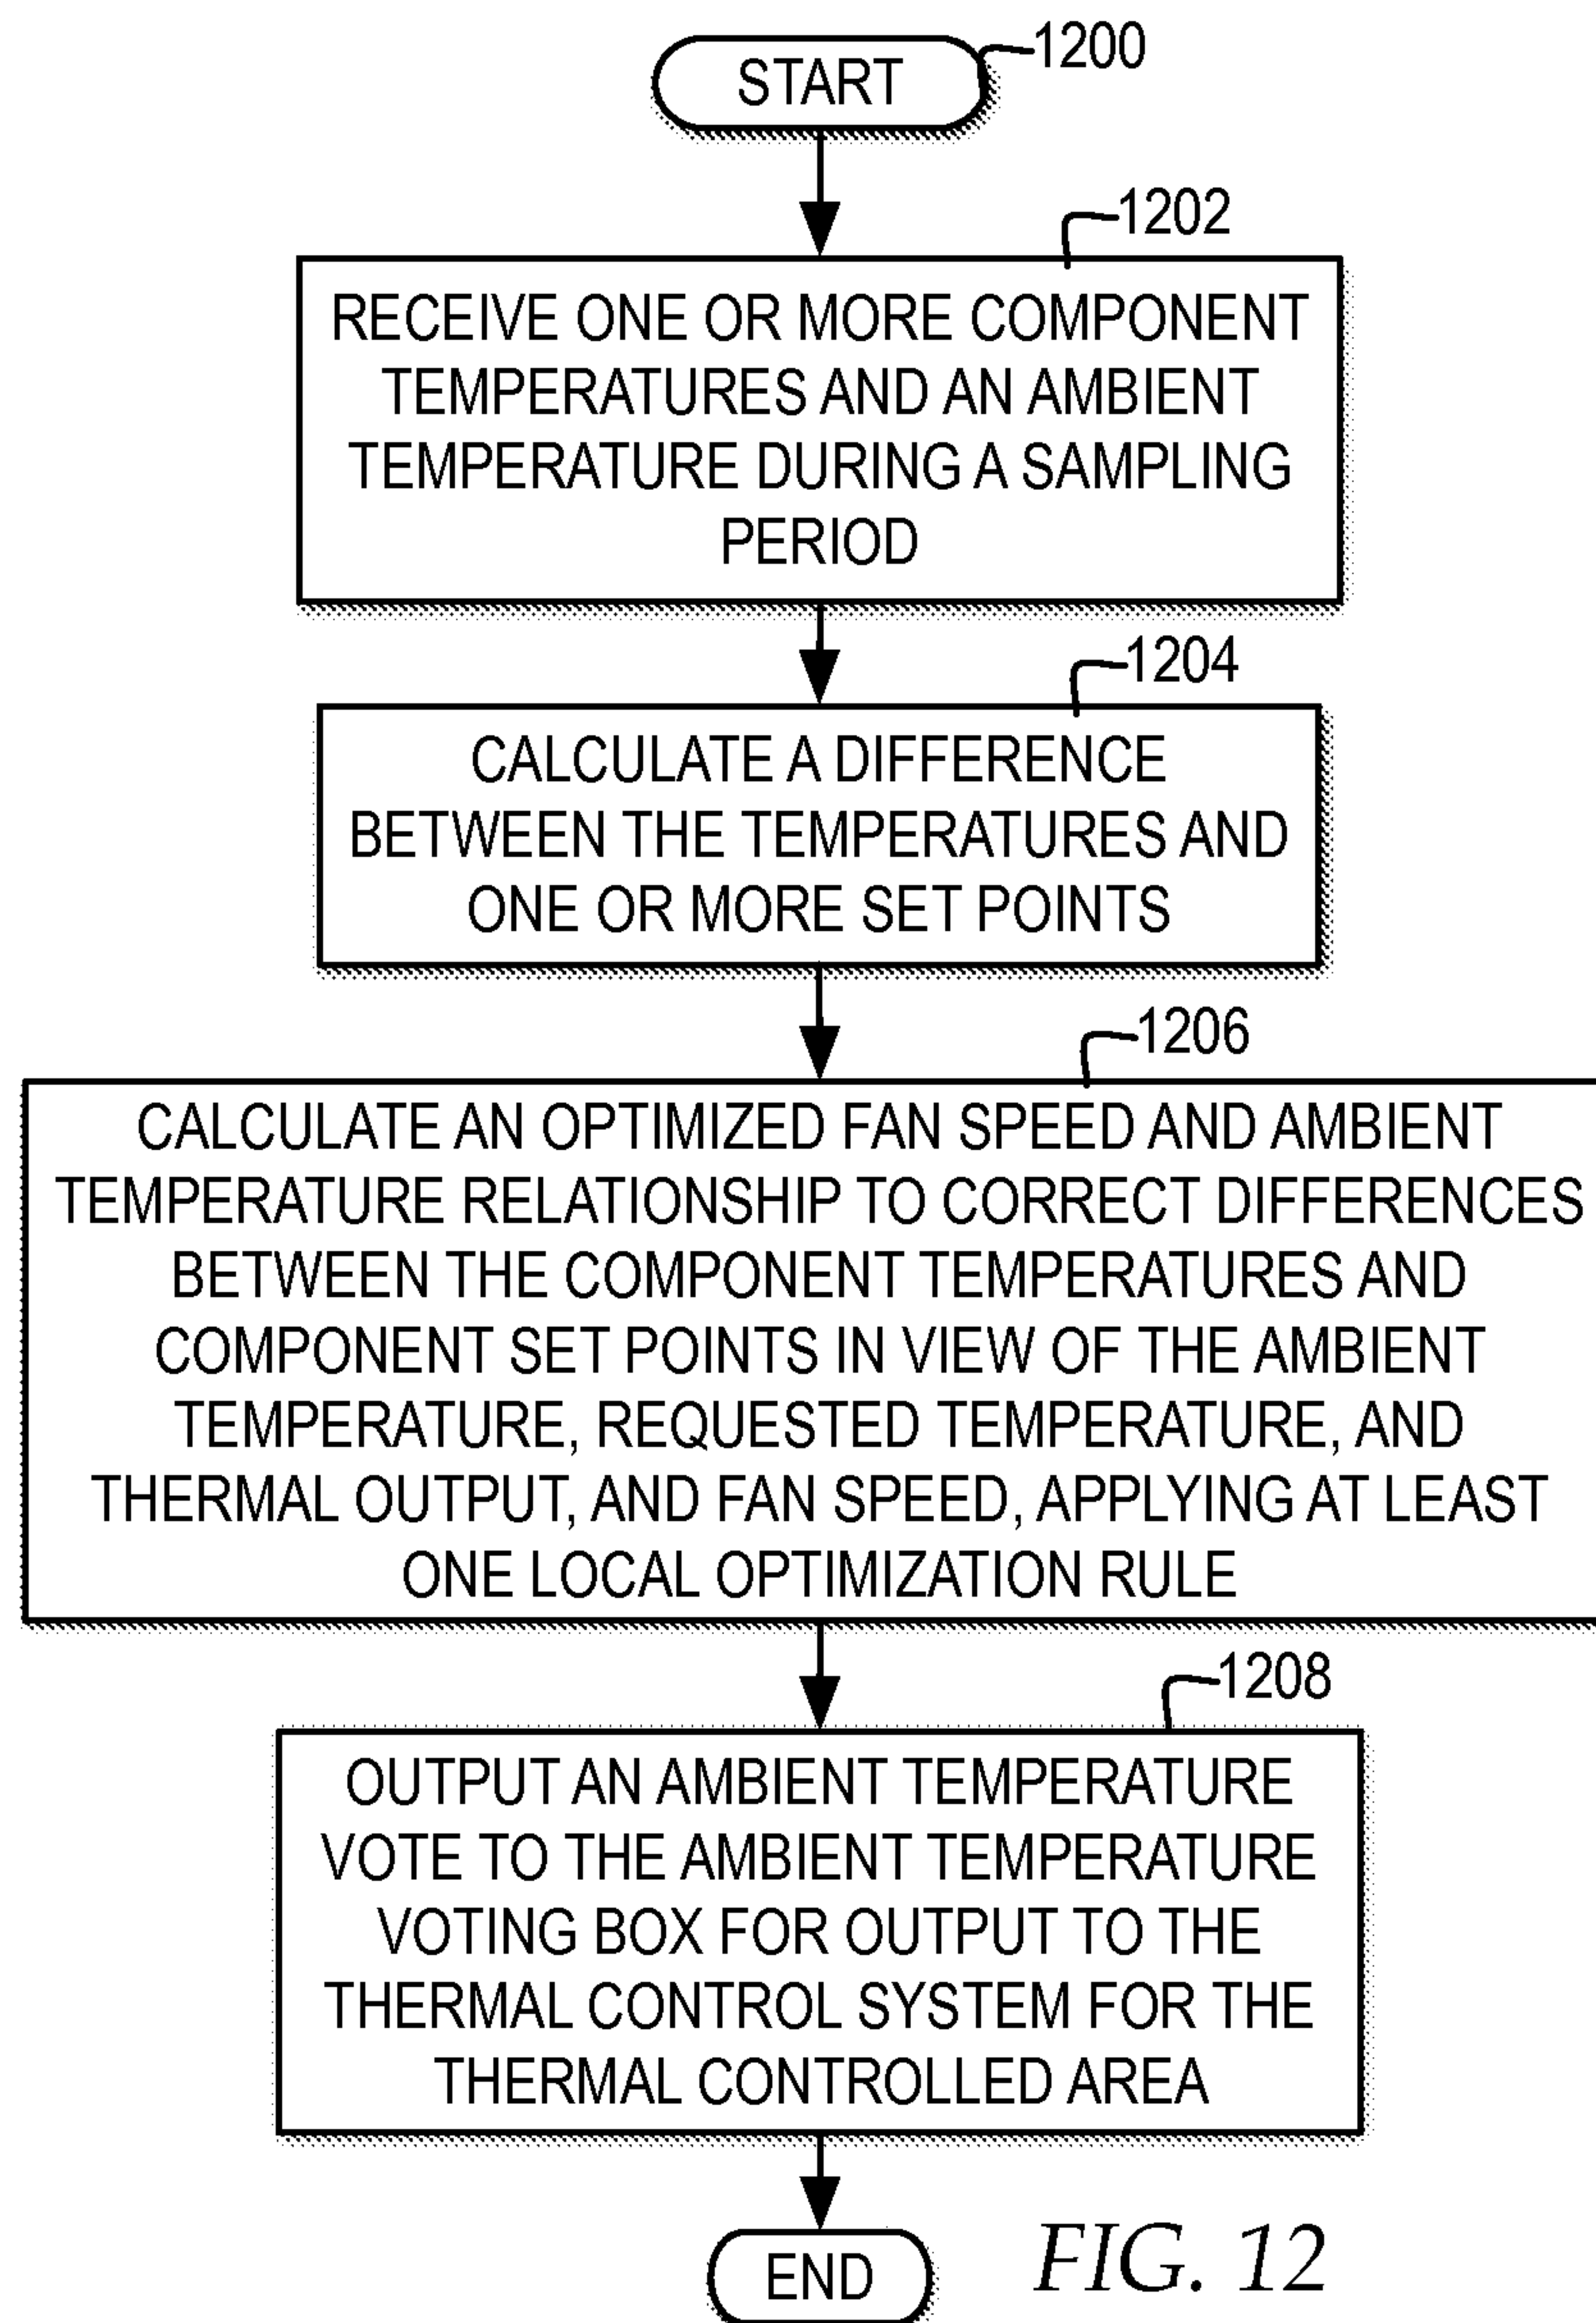 START
1200
1202
RECEIVE ONE OR MORE COMPONENT
TEMPERATURES AND AN AMBIENT
TEMPERATURE DURING A SAMPLING
PERIOD
1204
CALCULATE A DIFFERENCE
BETWEEN THE TEMPERATURES AND
ONE OR MORE SET POINTS
1206
CALCULATE AN OPTIMIZED FAN SPEED AND AMBIENT
TEMPERATURE RELATIONSHIP TO CORRECT DIFFERENCES
BETWEEN THE COMPONENT TEMPERATURES AND
COMPONENT SET POINTS IN VIEW OF THE AMBIENT
TEMPERATURE, REQUESTED TEMPERATURE, AND
THERMAL OUTPUT, AND FAN SPEED, APPLYING AT LEAST
ONE LOCAL OPTIMIZATION RULE
1208
OUTPUT AN AMBIENT TEMPERATURE
VOTE TO THE AMBIENT TEMPERATURE
VOTING BOX FOR OUTPUT TO THE
THERMAL CONTROL SYSTEM FOR THE
THERMAL CONTROLLED AREA
END
FIG. 12